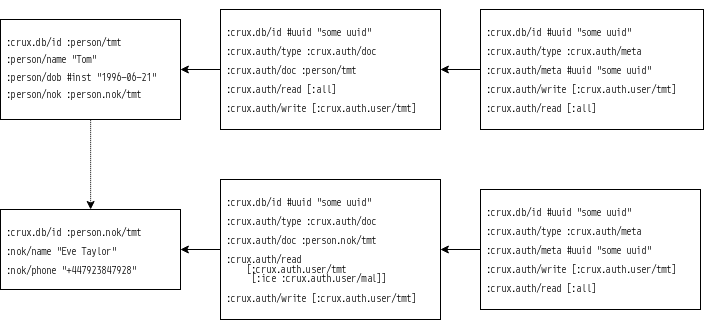 :crux.db/id :person/tmt
:person/name "Tom"
:person/dob #inst "1996-06-21"
:person/nok :person.nok/tmt
:crux.db/id #uuid "some uuid"
:crux.auth/type :crux.auth/doc
:crux.auth/doc :person/tmt
:crux.auth/read [:all]
:crux.auth/write [:crux.auth.user/tmt]
:crux.db/id #uuid "some uuid"
:crux.auth/type :crux.auth/meta
:crux.auth/meta #uuid "some uuid"
:crux.auth/write [:crux.auth.user/tmt]
:crux.auth/read [:all]
:crux.db/id :person.nok/tmt
:nok/name "Eve Taylor"
:nok/phone "+447923847928"
:crux.db/id #uuid "some uuid"
:crux.auth/type :crux.auth/doc
:crux.auth/doc :person.nok/tmt
:crux.auth/read
[:crux.auth.user/tmt
[:ice :crux.auth.user/mal]]
:crux.auth/write [:crux.auth.user/tmt]
:crux.db/id #uuid "some uuid"
:crux.auth/type :crux.auth/meta
:crux.auth/meta #uuid "some uuid"
:crux.auth/write [:crux.auth.user/tmt]
:crux.auth/read [:all]